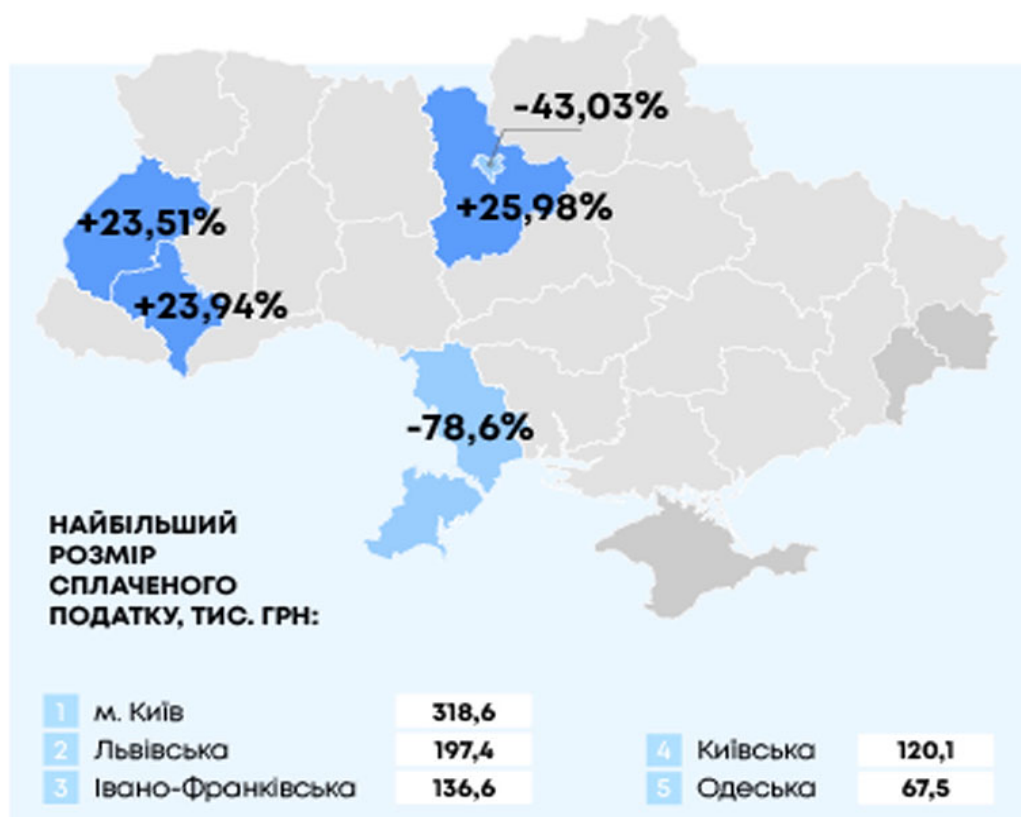 -43,03%
+25,98%
+23,51%
+23,94%
-78,6%
НАЙБІЛЬШИЙ
РОЗМІР
СПЛАЧЕНОГО
ПОДАТКУ, ТИС. ГРН:
1 м. Київ 318,6
2 Львівська 197,4
3 Івано-Франківська 136,6
4 Київська 120,1
5 Одеська 67,5